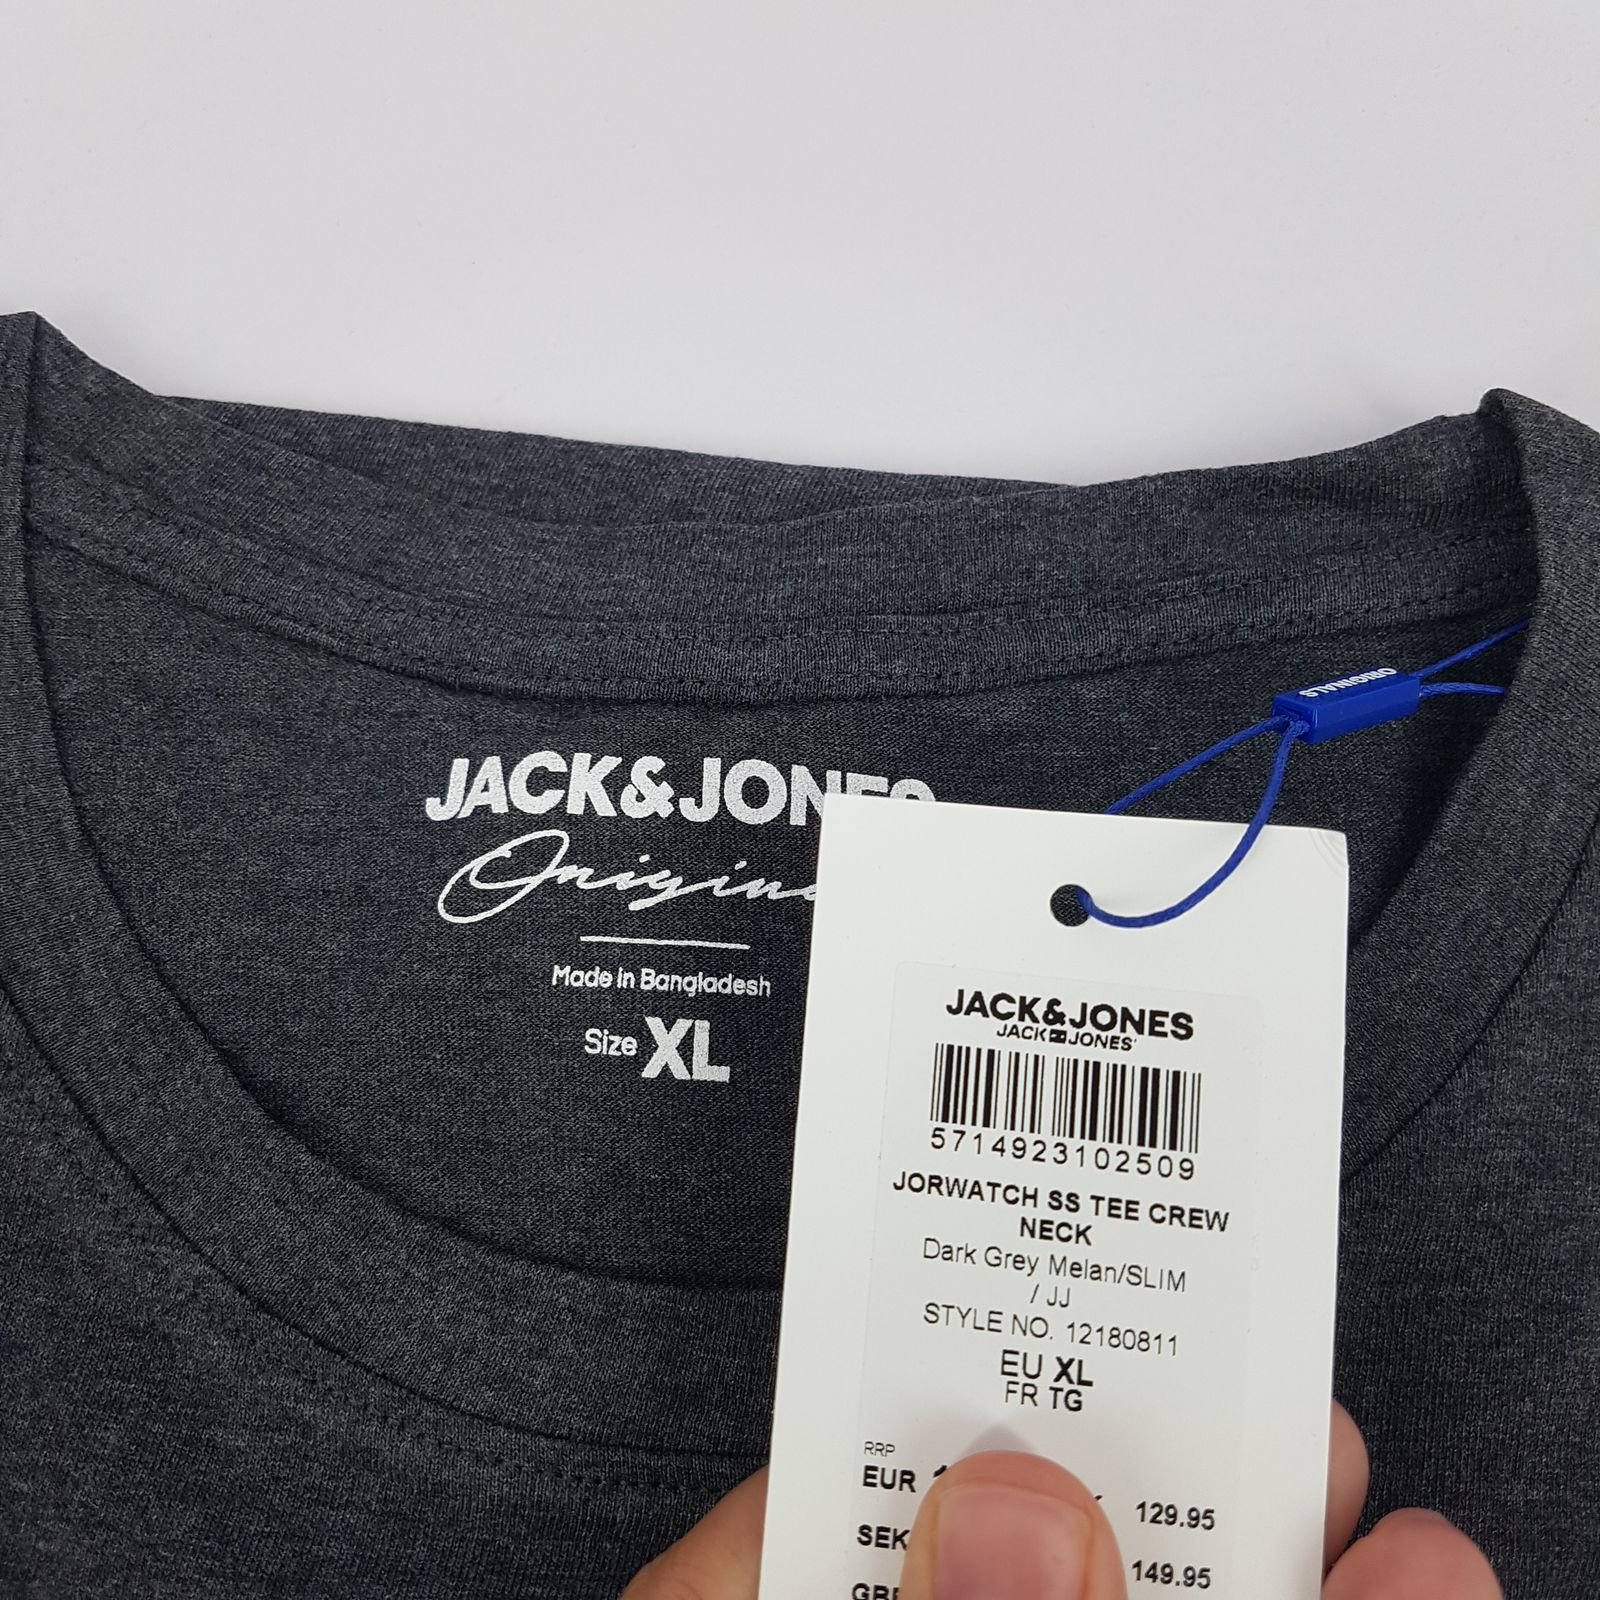 ORIGINALS
JACK&JONES
Made in Bangladesh
Size XL
JACK&JONES
JACK JONES
5714923102509
JORWATCH SS TEE CREW
NECK
Dark Grey Melan/SLIM
/ JJ
STYLE NO. 12180811
EU XL
FR TG
RRP
EUR 129.95
SEK 149.95